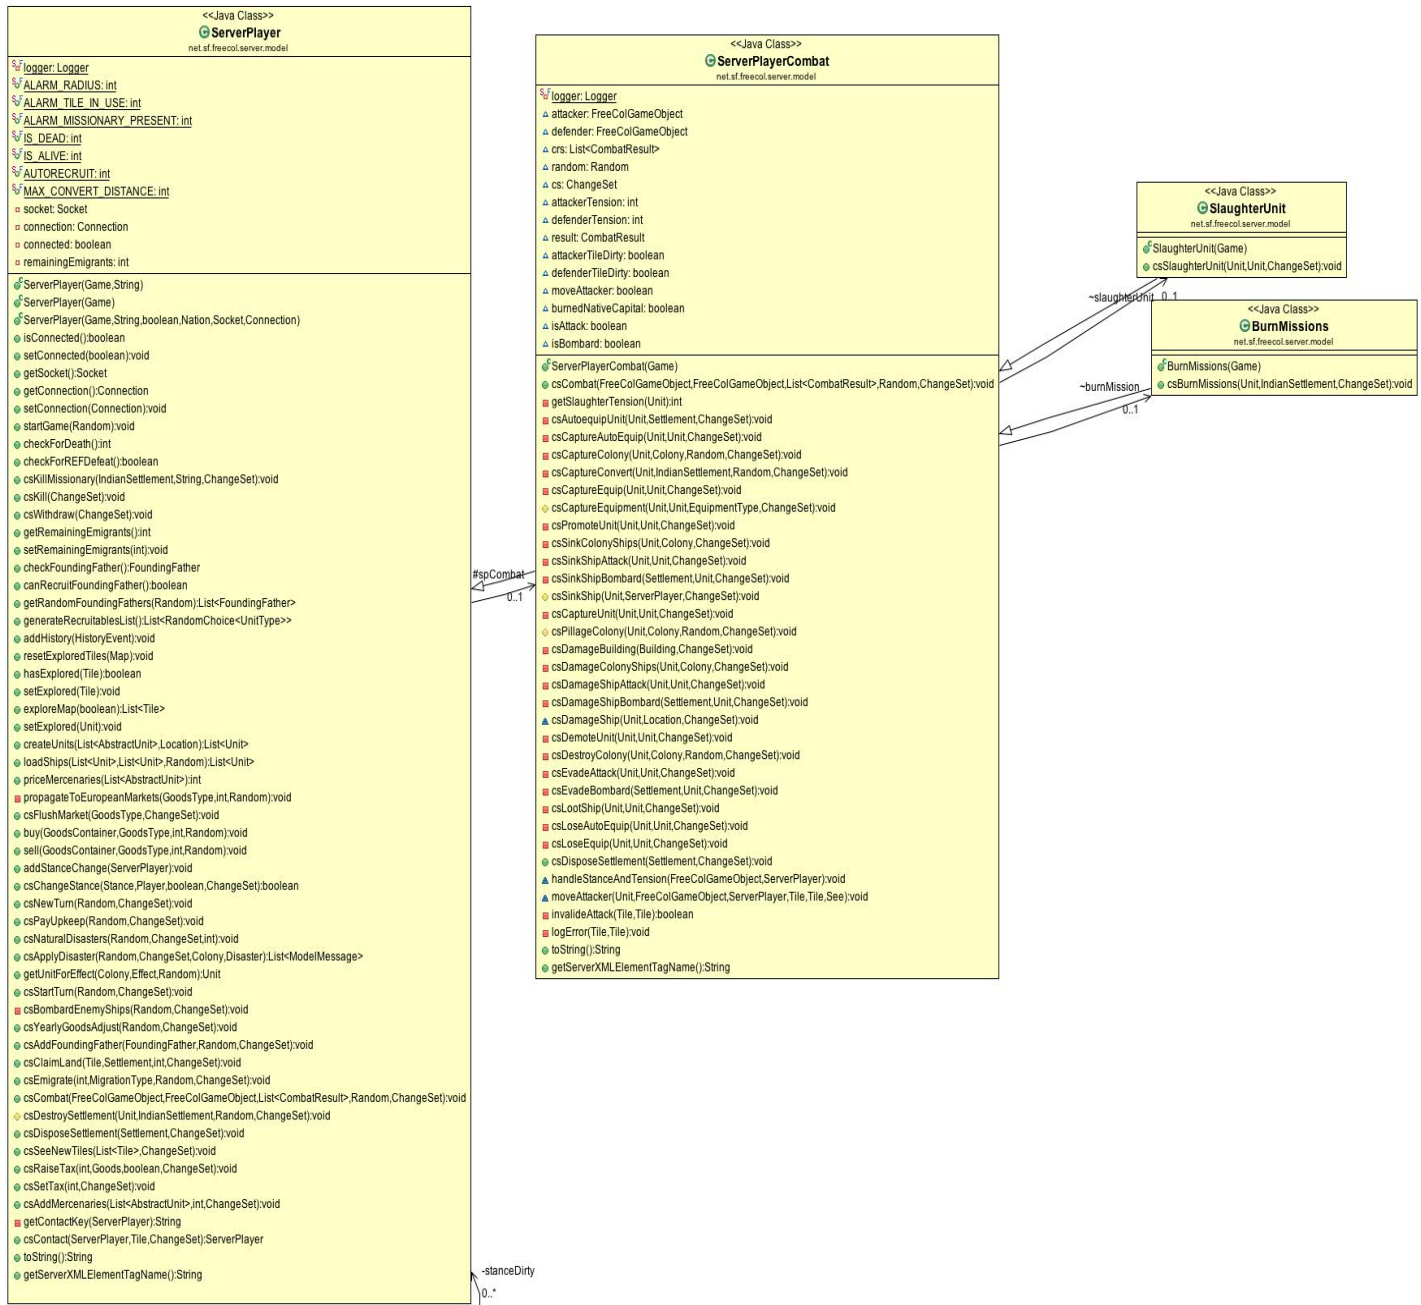 <<Java Class>>
ServerPlayer
net.sf.freecol.server.model
logger: Logger
ALARM_RADIUS: int
ALARM_TILE_IN_USE: int
ALARM_MISSIONARY_PRESENT: int
IS_DEAD: int
IS_ALIVE: int
AUTORECRUIT: int
MAX_CONVERT_DISTANCE: int
socket: Socket
connection: Connection
connected: boolean
remainingEmigrants: int
ServerPlayer(Game,String)
ServerPlayer(Game)
ServerPlayer(Game,String,boolean,Nation,Socket,Connection)
isConnected():boolean
setConnected(boolean):void
getSocket():Socket
getConnection():Connection
setConnection(Connection):void
startGame(Random):void
checkForDeath():int
checkForREFDefeat():boolean
csKillMissionary(IndianSettlement,String,ChangeSet):void
csKill(ChangeSet):void
csWithdraw(ChangeSet):void
getRemainingEmigrants():int
setRemainingEmigrants(int):void
checkFoundingFather():FoundingFather
canRecruitFoundingFather():boolean
getRandomFoundingFathers(Random):List<FoundingFather>
generateRecruitablesList():List<RandomChoice<UnitType>>
addHistory(HistoryEvent):void
resetExploredTiles(Map):void
hasExplored(Tile):boolean
setExplored(Tile):void
exploreMap(boolean):List<Tile>
setExplored(Unit):void
createUnits(List<AbstractUnit>,Location):List<Unit>
loadShips(List<Unit>,List<Unit>,Random):List<Unit>
priceMercenaries(List<AbstractUnit>):int
propagateToEuropeanMarkets(GoodsType,int,Random):void
csFlushMarket(GoodsType,ChangeSet):void
buy(GoodsContainer,GoodsType,int,Random):void
sell(GoodsContainer,GoodsType,int,Random):void
addStanceChange(ServerPlayer):void
csChangeStance(Stance,Player,boolean,ChangeSet):boolean
csNewTurn(Random,ChangeSet):void
csPayUpkeep(Random,ChangeSet):void
csNaturalDisasters(Random,ChangeSet,int):void
csApplyDisaster(Random,ChangeSet,Colony,Disaster):List<ModelMessage>
getUnitForEffect(Colony,Effect,Random):Unit
csStartTurn(Random,ChangeSet):void
csBombardEnemyShips(Random,ChangeSet):void
csYearlyGoodsAdjust(Random,ChangeSet):void
csAddFoundingFather(FoundingFather,Random,ChangeSet):void
csClaimLand(Tile,Settlement,int,ChangeSet):void
csEmigrate(int,MigrationType,Random,ChangeSet):void
csCombat(FreeColGameObject,FreeColGameObject,List<CombatResult>,Random,ChangeSet):void
csDestroySettlement(Unit,IndianSettlement,Random,ChangeSet):void
csDisposeSettlement(Settlement,ChangeSet):void
csSeeNewTiles(List<Tile>,ChangeSet):void
csRaiseTax(int,Goods,boolean,ChangeSet):void
csSetTax(int,ChangeSet):void
csAddMercenaries(List<AbstractUnit>,int,ChangeSet):void
getContactKey(ServerPlayer):String
csContact(ServerPlayer,Tile,ChangeSet):ServerPlayer
toString():String
getServerXMLElementTagName():String
-stanceDirty
0..*
#spCombat
0..1
<<Java Class>>
ServerPlayerCombat
net.sf.freecol.server.model
logger: Logger
attacker: FreeColGameObject
defender: FreeColGameObject
crs: List<CombatResult>
random: Random
cs: ChangeSet
attackerTension: int
defenderTension: int
result: CombatResult
attackerTileDirty: boolean
defenderTileDirty: boolean
moveAttacker: boolean
burnedNativeCapital: boolean
isAttack: boolean
isBombard: boolean
ServerPlayerCombat(Game)
csCombat(FreeColGameObject,FreeColGameObject,List<CombatResult>,Random,ChangeSet):void
getSlaughterTension(Unit):int
csAutoequipUnit(Unit,Settlement,ChangeSet):void
csCaptureAutoEquip(Unit,Unit,ChangeSet):void
csCaptureColony(Unit,Colony,Random,ChangeSet):void
csCaptureConvert(Unit,IndianSettlement,Random,ChangeSet):void
csCaptureEquip(Unit,Unit,ChangeSet):void
csCaptureEquipment(Unit,Unit,EquipmentType,ChangeSet):void
csPromoteUnit(Unit,Unit,ChangeSet):void
csSinkColonyShips(Unit,Colony,ChangeSet):void
csSinkShipAttack(Unit,Unit,ChangeSet):void
csSinkShipBombard(Settlement,Unit,ChangeSet):void
csSinkShip(Unit,ServerPlayer,ChangeSet):void
csCaptureUnit(Unit,Unit,ChangeSet):void
csPillageColony(Unit,Colony,Random,ChangeSet):void
csDamageBuilding(Building,ChangeSet):void
csDamageColonyShips(Unit,Colony,ChangeSet):void
csDamageShipAttack(Unit,Unit,ChangeSet):void
csDamageShipBombard(Settlement,Unit,ChangeSet):void
csDamageShip(Unit,Location,ChangeSet):void
csDemoteUnit(Unit,Unit,ChangeSet):void
csDestroyColony(Unit,Colony,Random,ChangeSet):void
csEvadeAttack(Unit,Unit,ChangeSet):void
csEvadeBombard(Settlement,Unit,ChangeSet):void
csLootShip(Unit,Unit,ChangeSet):void
csLoseAutoEquip(Unit,Unit,ChangeSet):void
csLoseEquip(Unit,Unit,ChangeSet):void
csDisposeSettlement(Settlement,ChangeSet):void
handleStanceAndTension(FreeColGameObject,ServerPlayer):void
moveAttacker(Unit,FreeColGameObject,ServerPlayer,Tile,Tile,See):void
invalideAttack(Tile,Tile):boolean
logError(Tile,Tile):void
toString():String
getServerXMLElementTagName():String
<<Java Class>>
SlaughterUnit
net.sf.freecol.server.model
SlaughterUnit(Game)
csSlaughterUnit(Unit,Unit,ChangeSet):void
~slaughterUnit
0..1
<<Java Class>>
BurnMissions
net.sf.freecol.server.model
BurnMissions(Game)
csBurnMissions(Unit,IndianSettlement,ChangeSet):void
~burnMission
0..1